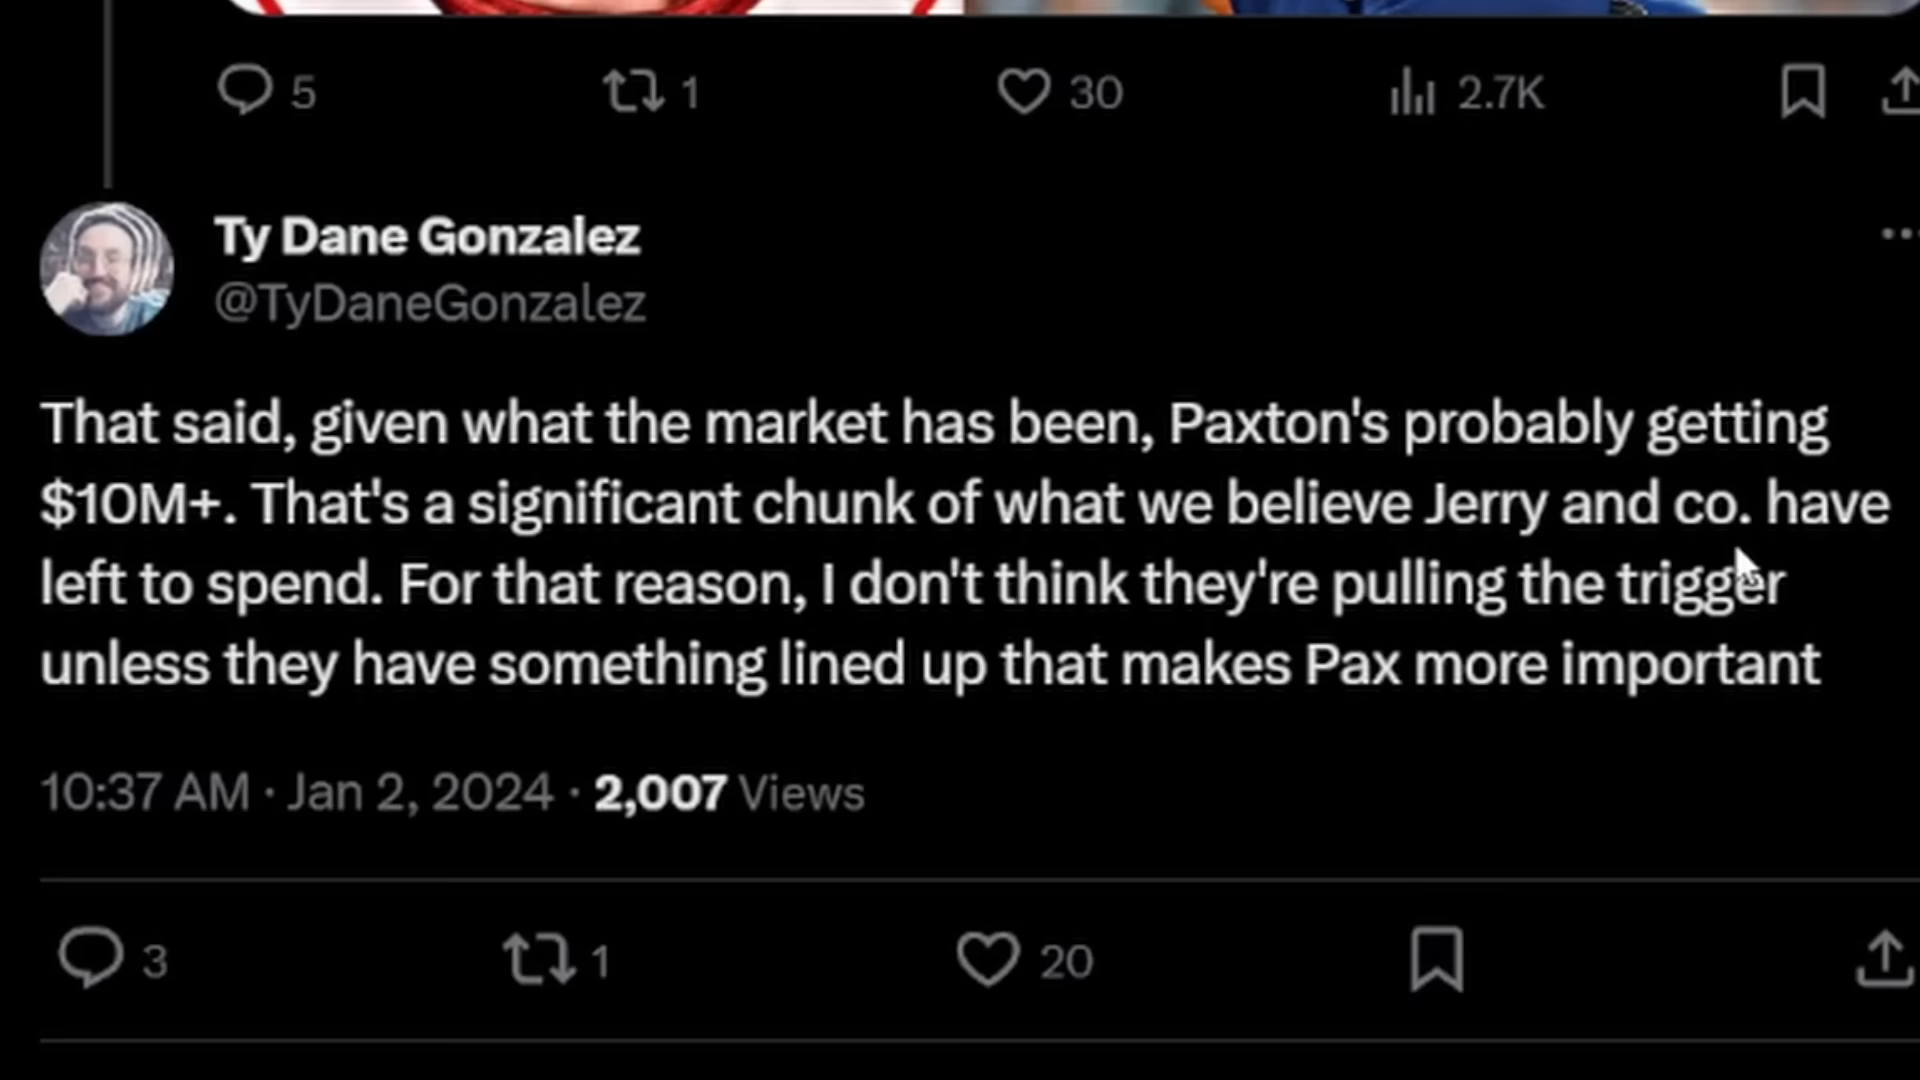 5 1 30 2.7K
Ty Dane Gonzalez
@TyDaneGonzalez
That said, given what the market has been, Paxton's probably getting
$10M+. That's a significant chunk of what we believe Jerry and co. have
left to spend. For that reason, I don't think they're pulling the trigger
unless they have something lined up that makes Pax more important
10:37 AM · Jan 2, 2024 · 2,007 Views
3 1 20